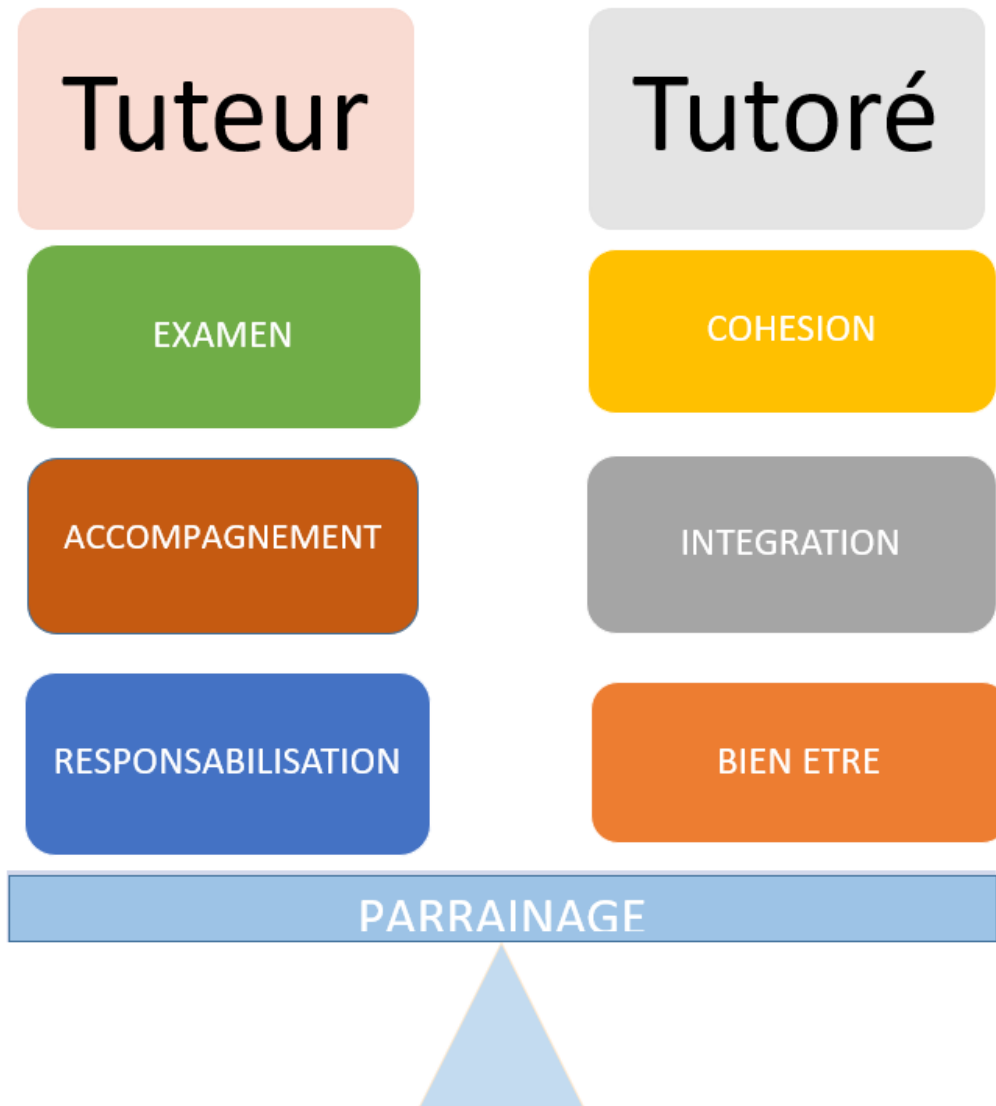 Tuteur
Tutoré
EXAMEN
COHESION
ACCOMPAGNEMENT
INTEGRATION
RESPONSABILISATION
BIEN ETRE
PARRAINAGE